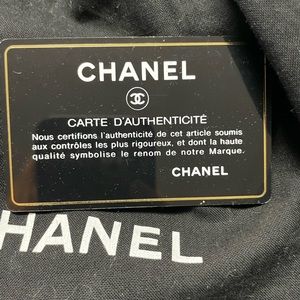 CHANEL
CARTE D'AUTHENTICITÉ
Nous certifions l'authenticité de cet article soumis
aux contrôles les plus rigoureux, et dont la haute
qualité symbolise le renom de notre Marque.
CHANEL
HANEL